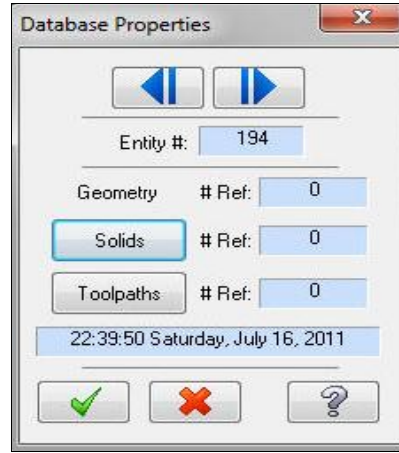 Database Properties
Entity #: 194
Geometry # Ref: 0
Solids # Ref: 0
Toolpaths # Ref: 0
22:39:50 Saturday, July 16, 2011